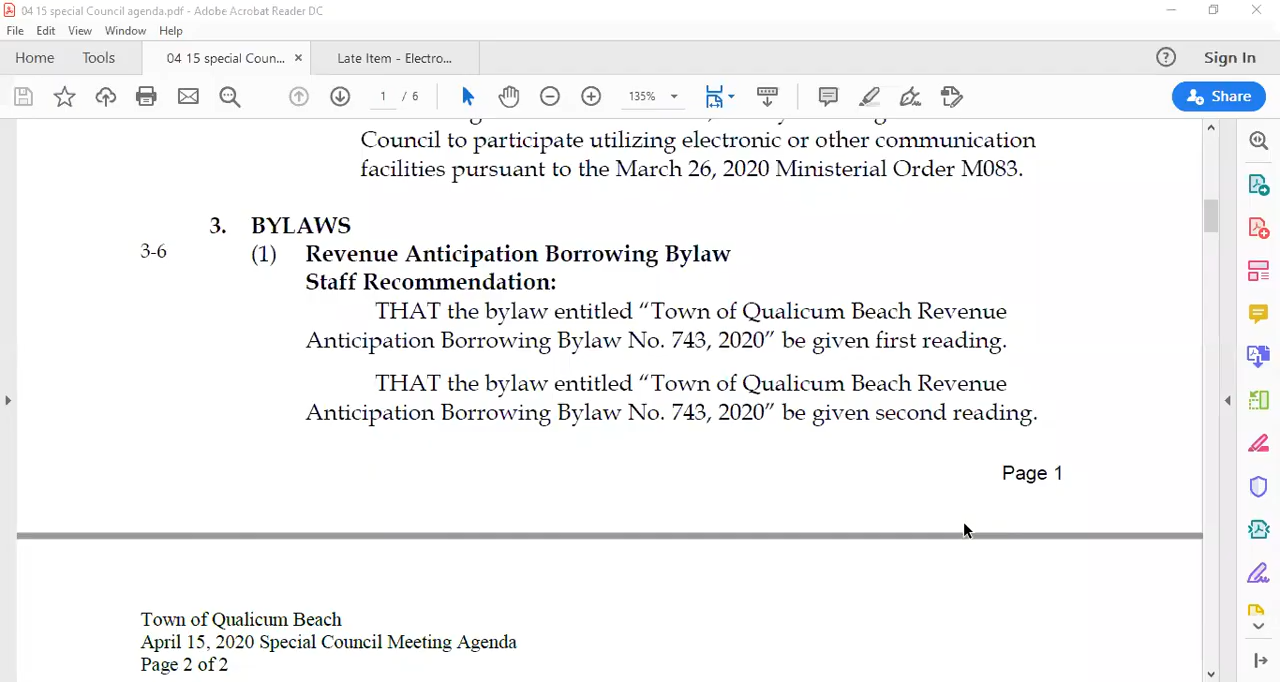 04 15 special Council agenda.pdf - Adobe Acrobat Reader DC
File Edit View Window Help
Home Tools 04 15 special Coun... × Late Item - Electro... Sign In
1 / 6 135% Share
Council to participate utilizing electronic or other communication
facilities pursuant to the March 26, 2020 Ministerial Order M083.
3. BYLAWS
3-6 (1) Revenue Anticipation Borrowing Bylaw
Staff Recommendation:
THAT the bylaw entitled “Town of Qualicum Beach Revenue
Anticipation Borrowing Bylaw No. 743, 2020” be given first reading.
THAT the bylaw entitled “Town of Qualicum Beach Revenue
Anticipation Borrowing Bylaw No. 743, 2020” be given second reading.
Page 1
Town of Qualicum Beach
April 15, 2020 Special Council Meeting Agenda
Page 2 of 2